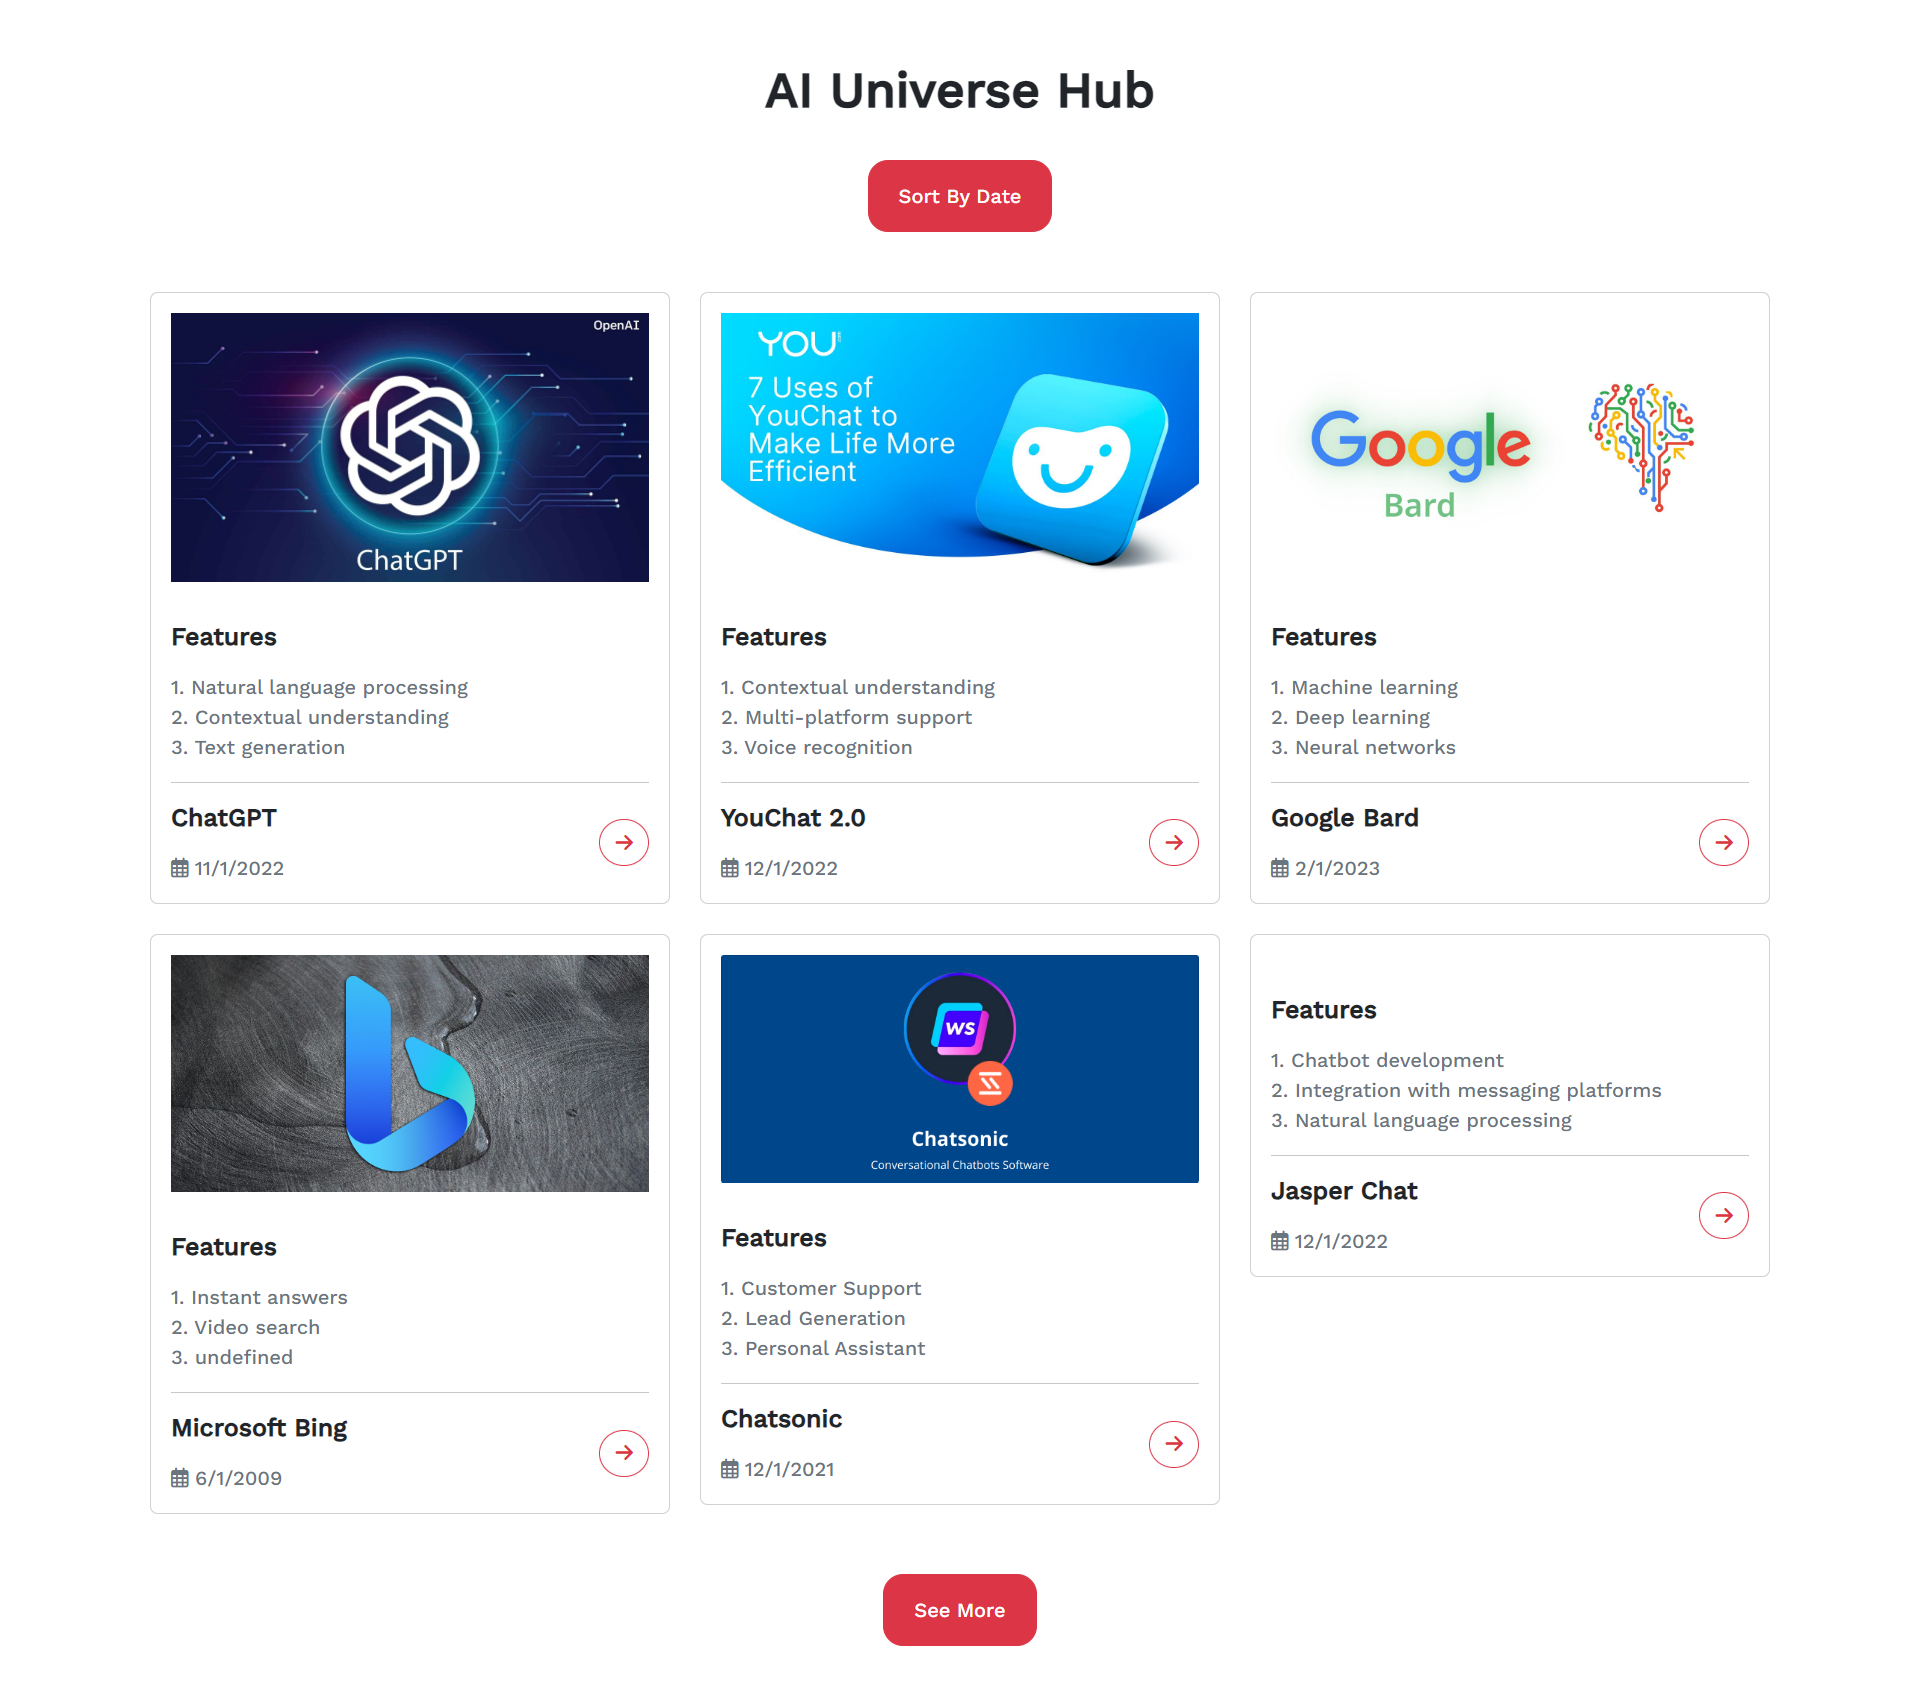 AI Universe Hub
Sort By Date
OpenAI
ChatGPT
Features
1. Natural language processing
2. Contextual understanding
3. Text generation
ChatGPT
11/1/2022
YOU
7 Uses of
YouChat to
Make Life More
Efficient
Features
1. Contextual understanding
2. Multi-platform support
3. Voice recognition
YouChat 2.0
12/1/2022
Google
Bard
Features
1. Machine learning
2. Deep learning
3. Neural networks
Google Bard
2/1/2023
Features
1. Instant answers
2. Video search
3. undefined
Microsoft Bing
6/1/2009
WS
Chatsonic
Conversational Chatbots Software
Features
1. Customer Support
2. Lead Generation
3. Personal Assistant
Chatsonic
12/1/2021
Features
1. Chatbot development
2. Integration with messaging platforms
3. Natural language processing
Jasper Chat
12/1/2022
See More